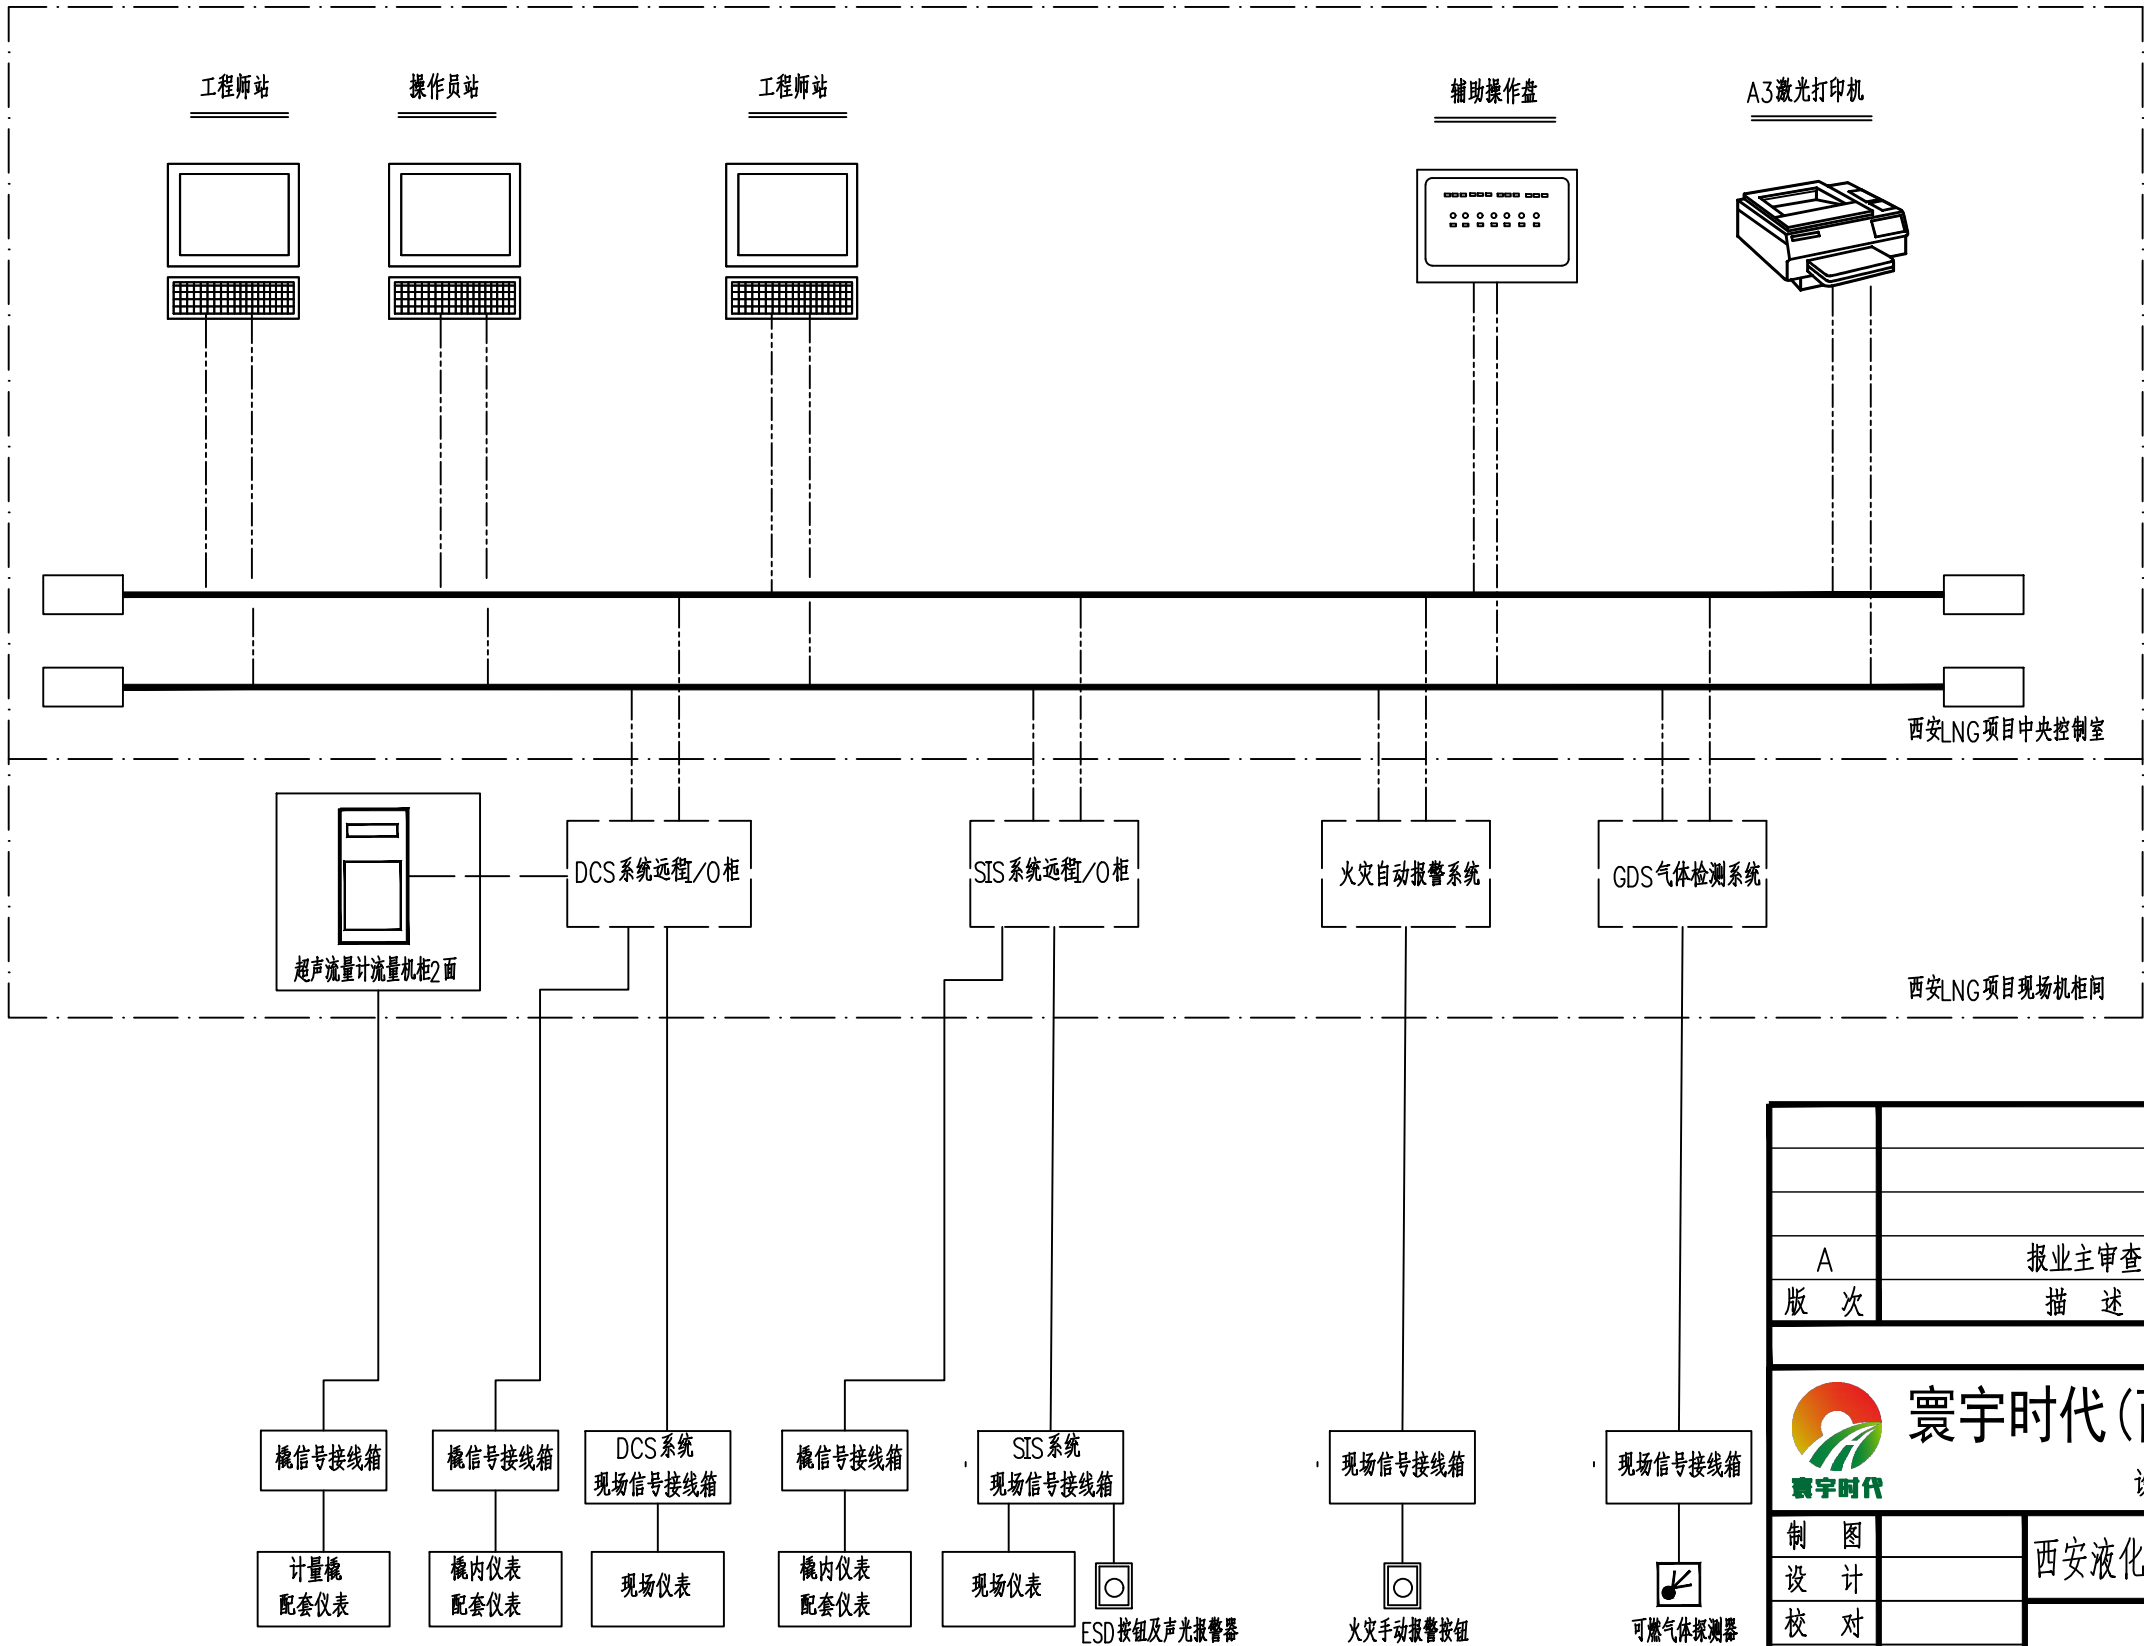 工程师站
操作员站
工程师站
辅助操作盘
A3激光打印机
西安LNG项目中央控制室
DCS系统远程I/O柜
SIS系统远程I/O柜
火灾自动报警系统
GDS气体检测系统
超声流量计流量机柜2面
西安LNG项目现场机柜间
A
报业主审查
版 次
描 述
寰宇时代(
寰宇时代
橇信号接线箱
橇信号接线箱
DCS系统
现场信号接线箱
橇信号接线箱
SIS系统
现场信号接线箱
现场信号接线箱
现场信号接线箱
计量橇
配套仪表
橇内仪表
配套仪表
现场仪表
橇内仪表
配套仪表
现场仪表
ESD按钮及声光报警器
火灾手动报警按钮
可燃气体探测器
制 图
设 计
校 对
西安液化